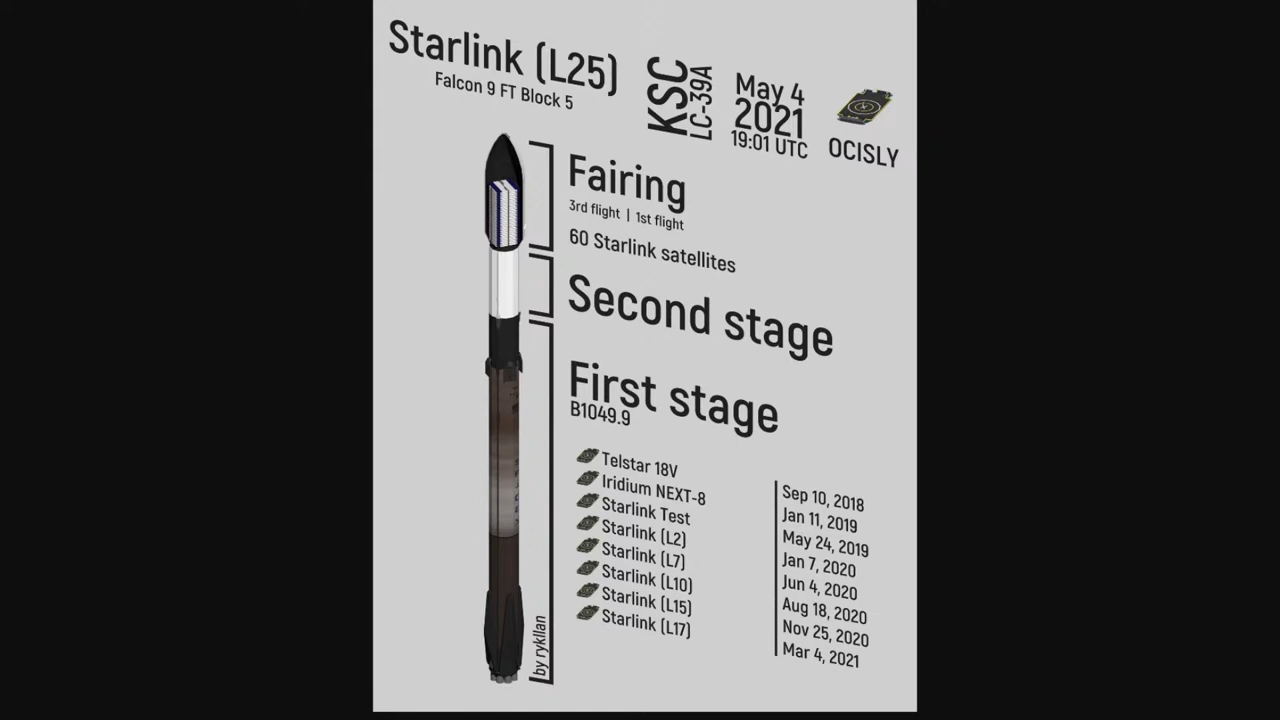 Starlink (L25)
Falcon 9 FT Block 5
KSC
LC-39A
May 4
2021
19:01 UTC
OCISLY
Fairing
3rd flight | 1st flight
60 Starlink satellites
Second stage
First stage
B1049.9
Telstar 18V
Iridium NEXT-8
Starlink Test
Starlink (L2)
Starlink (L7)
Starlink (L10)
Starlink (L15)
Starlink (L17)
Sep 10, 2018
Jan 11, 2019
May 24, 2019
Jan 7, 2020
Jun 4, 2020
Aug 18, 2020
Nov 25, 2020
Mar 4, 2021
by rykllan